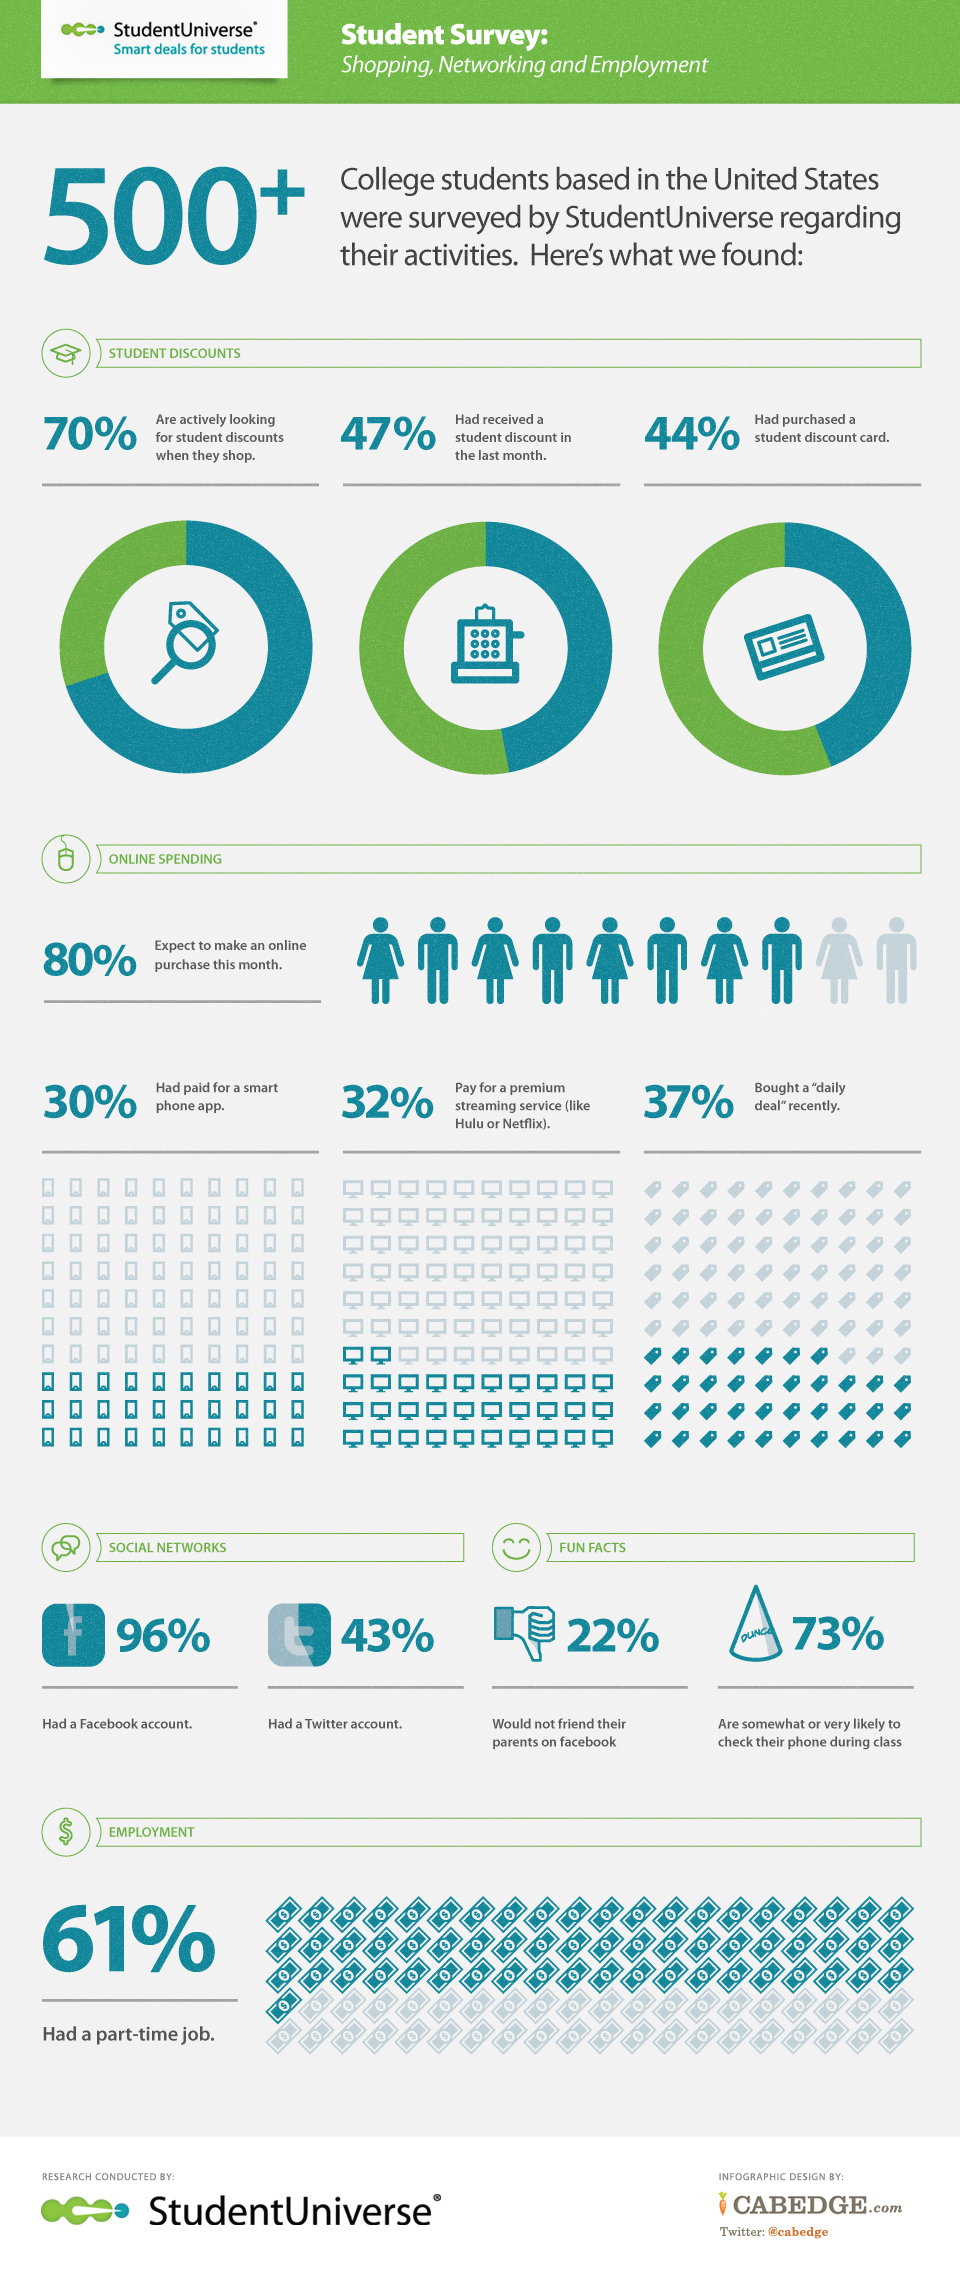 StudentUniverse®
Smart deals for students
Student Survey:
Shopping, Networking and Employment
500+
College students based in the United States
were surveyed by StudentUniverse regarding
their activities. Here's what we found:
STUDENT DISCOUNTS
70%
Are actively looking
for student discounts
when they shop.
47%
Had received a
student discount in
the last month.
44%
Had purchased a
student discount card.
ONLINE SPENDING
80%
Expect to make an online
purchase this month.
30%
Had paid for a smart
phone app.
32%
Pay for a premium
streaming service (like
Hulu or Netflix).
37%
Bought a “daily
deal” recently.
SOCIAL NETWORKS
f
96%
Had a Facebook account.
t
43%
Had a Twitter account.
FUN FACTS
22%
Would not friend their
parents on facebook
DUNCE
73%
Are somewhat or very likely to
check their phone during class
$
EMPLOYMENT
61%
Had a part-time job.
RESEARCH CONDUCTED BY:
StudentUniverse®
INFOGRAPHIC DESIGN BY:
CABEDGE.com
Twitter: @cabedge